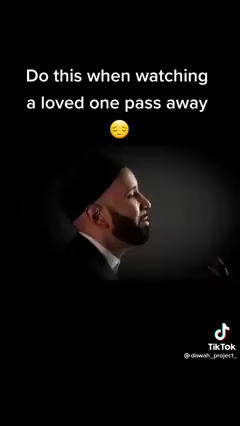 Do this when watching
a loved one pass away
😔
TikTok
@dawah_project_